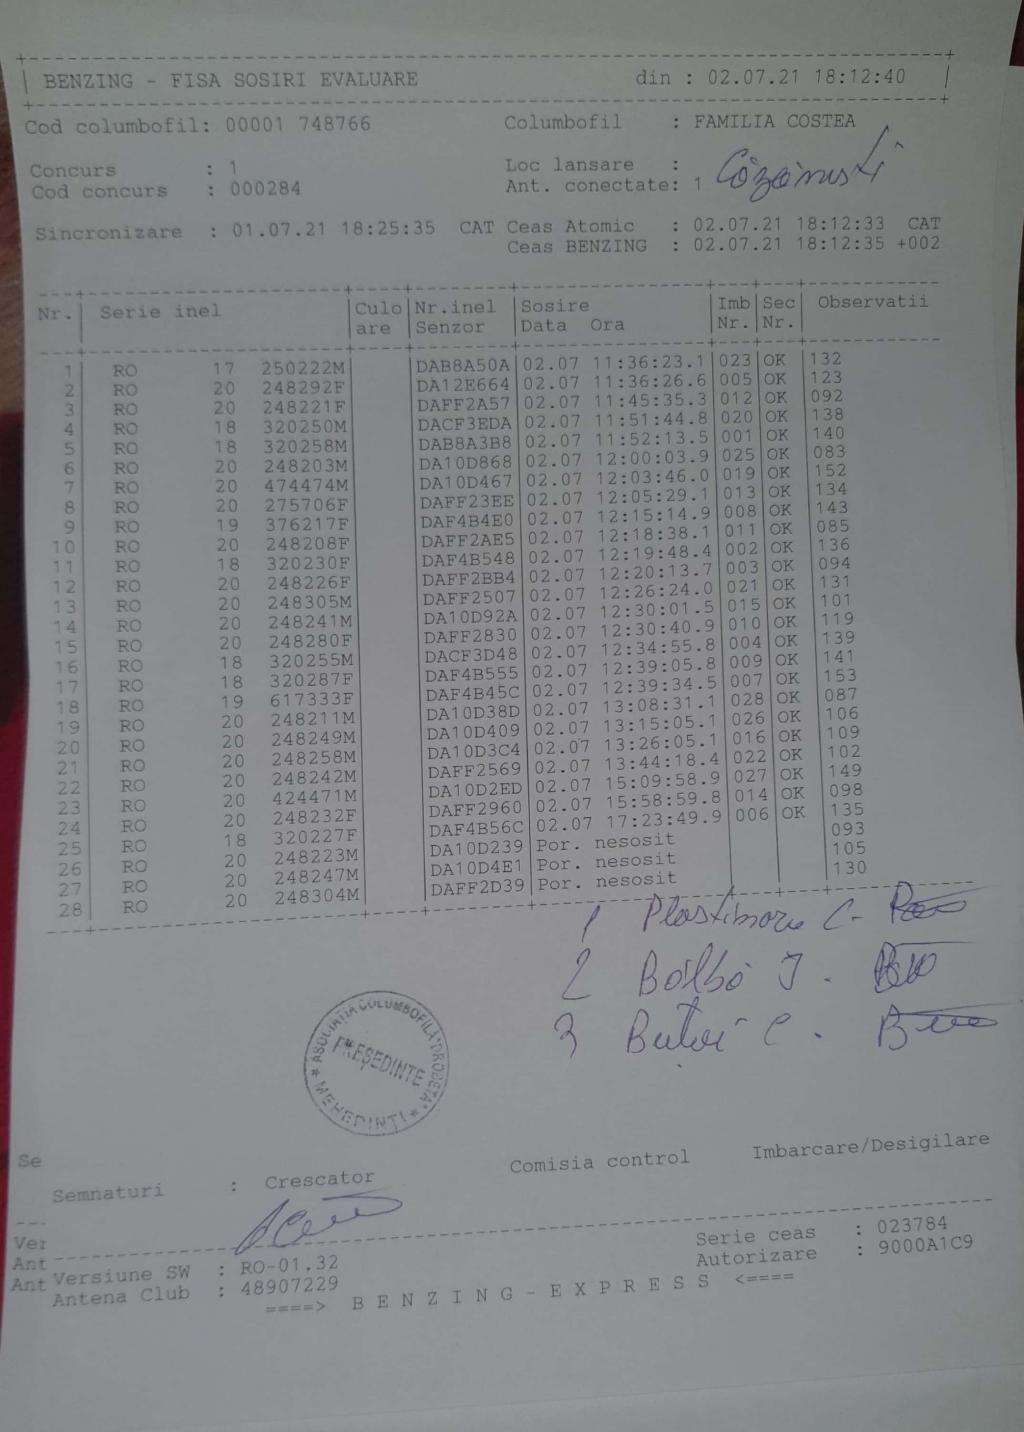 BENZING - FISA SOSIRI EVALUARE din : 02.07.21 18:12:40
Cod columbofil: 00001 748766 Columbofil : FAMILIA COSTEA
Concurs : 1 Loc lansare :
Cod concurs : 000284 Ant. conectate: 1
Sincronizare : 01.07.21 18:25:35 CAT Ceas Atomic : 02.07.21 18:12:33 CAT
Ceas BENZING : 02.07.21 18:12:35 +002
Nr. Serie inel Culo Nr.inel Sosire Imb Sec Observatii
are Senzor Data Ora Nr. Nr.
1 RO 17 250222M DAB8A50A 02.07 11:36:23.1 023 OK 132
2 RO 20 248292F DA12E664 02.07 11:36:26.6 005 OK 123
3 RO 20 248221F DAFF2A57 02.07 11:45:35.3 012 OK 092
4 RO 18 320250M DACF3EDA 02.07 11:51:44.8 020 OK 138
5 RO 18 320258M DAB8A3B8 02.07 11:52:13.5 001 OK 140
6 RO 20 248203M DA10D868 02.07 12:00:03.9 025 OK 083
7 RO 20 474474M DA10D467 02.07 12:03:46.0 019 OK 152
8 RO 20 275706F DAFF23EE 02.07 12:05:29.1 013 OK 134
9 RO 19 376217F DAF4B4E0 02.07 12:15:14.9 008 OK 143
10 RO 20 248208F DAFF2AE5 02.07 12:18:38.1 011 OK 085
11 RO 18 320230F DAF4B548 02.07 12:19:48.4 002 OK 136
12 RO 20 248226F DAFF2BB4 02.07 12:20:13.7 003 OK 094
13 RO 20 248305M DAFF2507 02.07 12:26:24.0 021 OK 131
14 RO 20 248241M DA10D92A 02.07 12:30:01.5 015 OK 101
15 RO 20 248280F DAFF2830 02.07 12:30:40.9 010 OK 119
16 RO 18 320255M DACF3D48 02.07 12:34:55.8 004 OK 139
17 RO 18 320287F DAF4B555 02.07 12:39:05.8 009 OK 141
18 RO 19 617333F DAF4B45C 02.07 12:39:34.5 007 OK 153
19 RO 20 248211M DA10D38D 02.07 13:08:31.1 028 OK 087
20 RO 20 248249M DA10D409 02.07 13:15:05.1 026 OK 106
21 RO 20 248258M DA10D3C4 02.07 13:26:05.1 016 OK 109
22 RO 20 248242M DAFF2569 02.07 13:44:18.4 022 OK 102
23 RO 20 424471M DA10D2ED 02.07 15:09:58.9 027 OK 149
24 RO 20 248232F DAFF2960 02.07 15:58:59.8 014 OK 098
25 RO 18 320227F DAF4B56C 02.07 17:23:49.9 006 OK 135
26 RO 20 248223M DA10D239 Por. nesosit 093
27 RO 20 248247M DA10D4E1 Por. nesosit 105
28 RO 20 248304M DAFF2D39 Por. nesosit 130
1
2 Bálbó J.
3 Butoi C.
ASOCIATIA COLUMBOFILA "DROBETA"
PREŞEDINTE
* MEHEDINTI *
Se
Semnaturi : Crescator Comisia control Imbarcare/Desigilare
Ver
Ant
Ant
Versiune SW : RO-01.32 Serie ceas : 023784
Antena Club : 48907229 Autorizare : 9000A1C9
====> B E N Z I N G - E X P R E S S <====